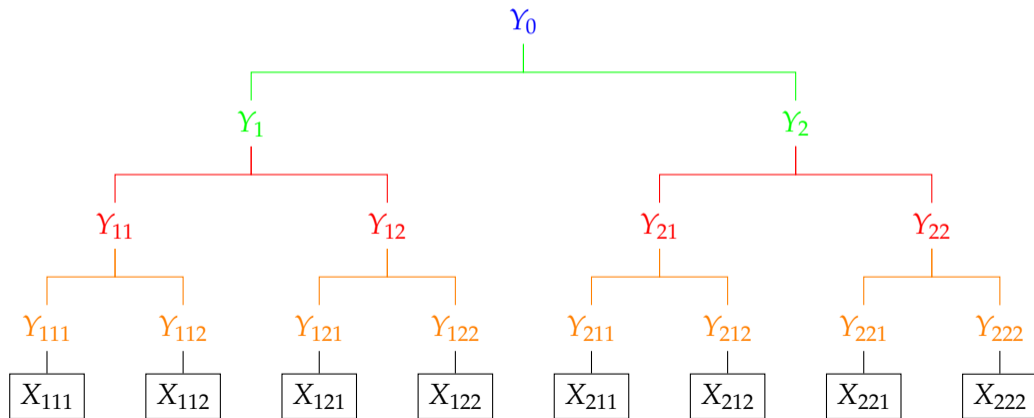 Y₀
Y₁ Y₂
Y₁₁ Y₁₂ Y₂₁ Y₂₂
Y₁₁₁ Y₁₁₂ Y₁₂₁ Y₁₂₂ Y₂₁₁ Y₂₁₂ Y₂₂₁ Y₂₂₂
X₁₁₁ X₁₁₂ X₁₂₁ X₁₂₂ X₂₁₁ X₂₁₂ X₂₂₁ X₂₂₂